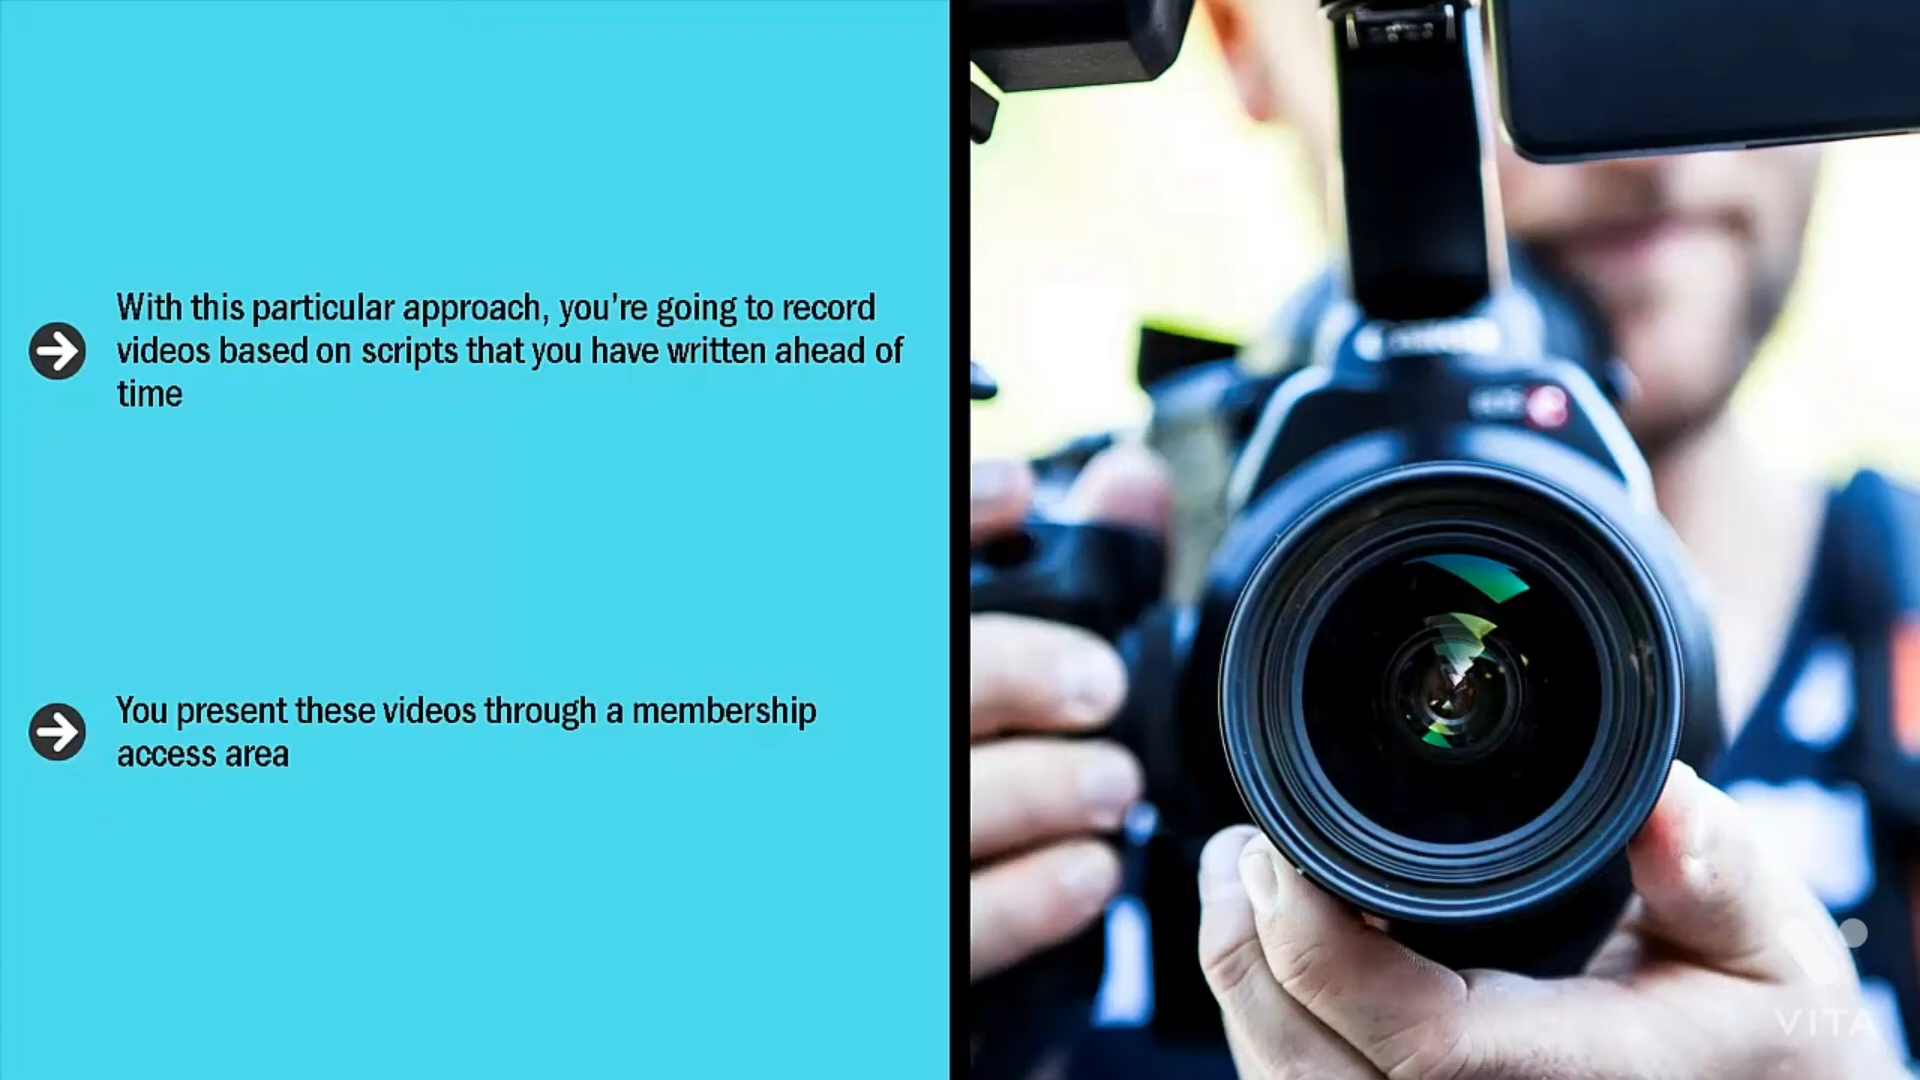 With this particular approach, you're going to record
videos based on scripts that you have written ahead of
time
You present these videos through a membership
access area
VITA